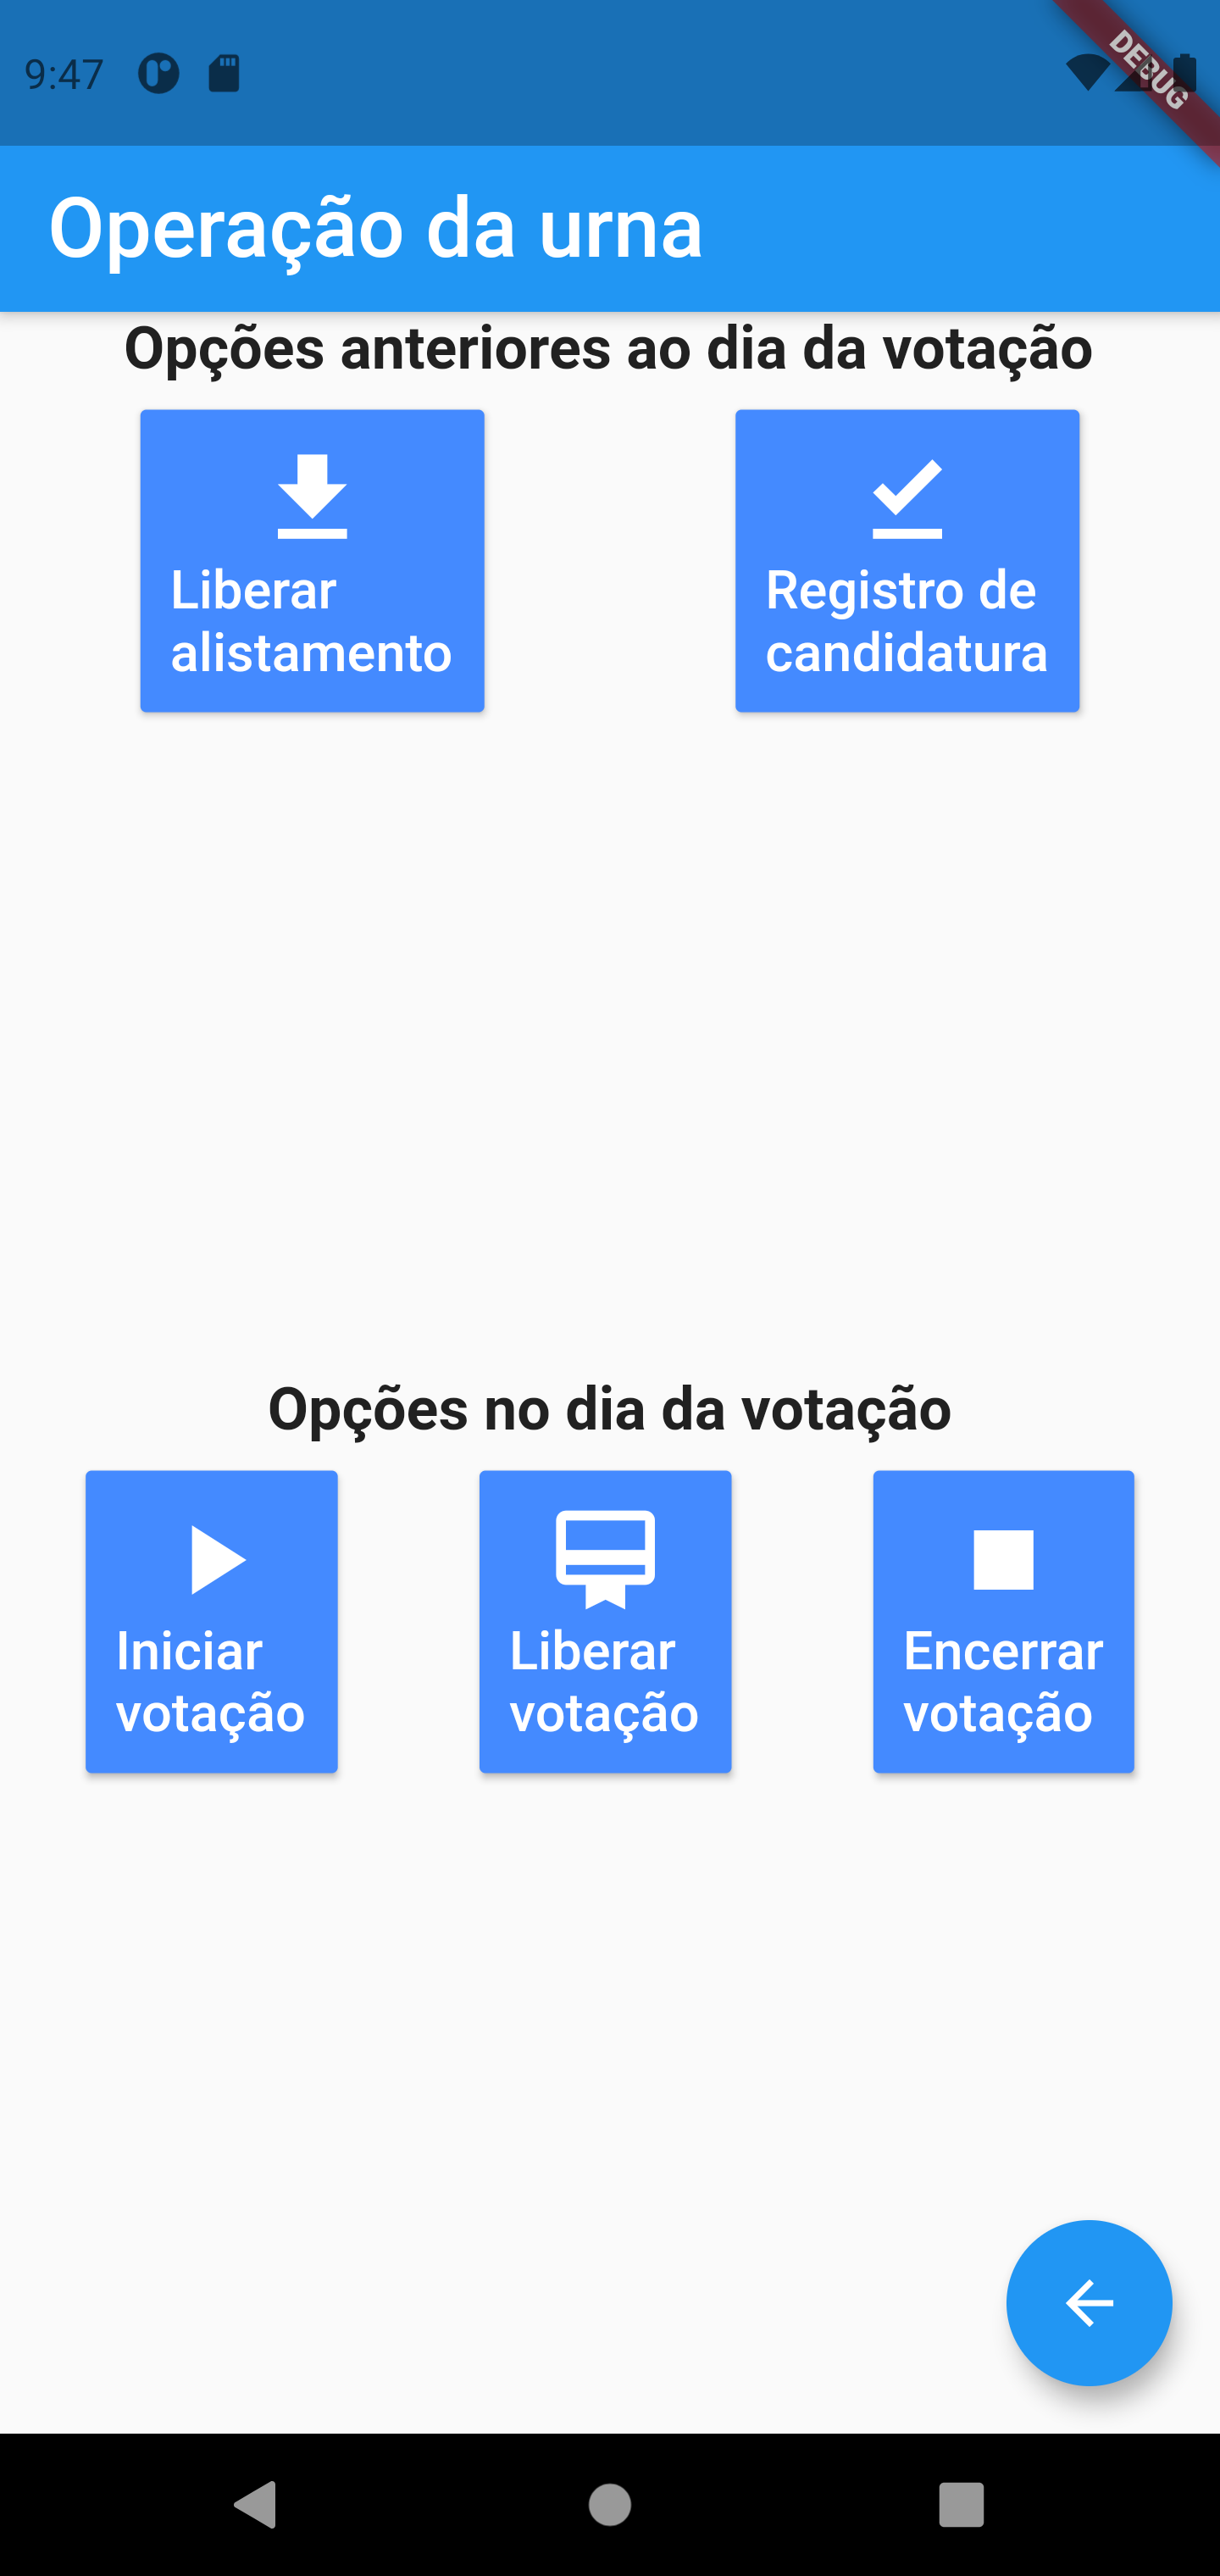 9:47
DEBUG
Operação da urna
Opções anteriores ao dia da votação
Liberar
alistamento
Registro de
candidatura
Opções no dia da votação
Iniciar
votação
Liberar
votação
Encerrar
votação